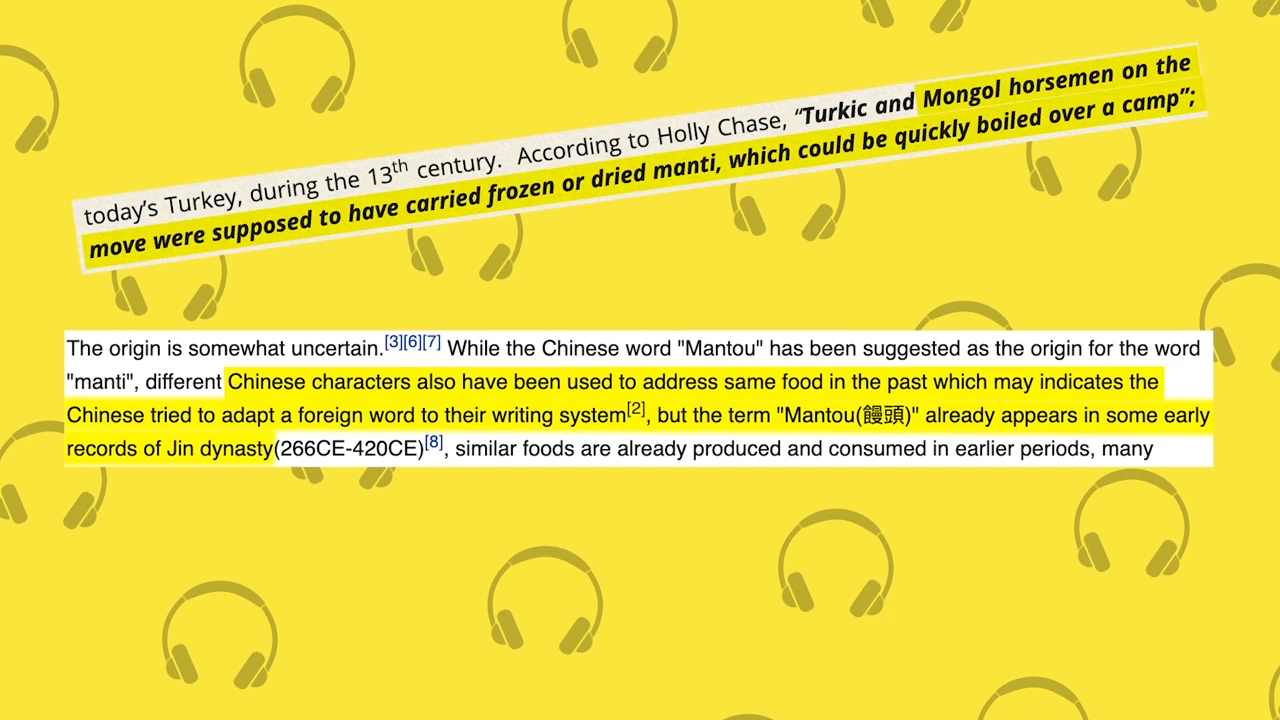 today’s Turkey, during the 13th century. According to Holly Chase, “Turkic and Mongol horsemen on the
move were supposed to have carried frozen or dried manti, which could be quickly boiled over a camp”;
The origin is somewhat uncertain.[3][6][7] While the Chinese word "Mantou" has been suggested as the origin for the word
"manti", different Chinese characters also have been used to address same food in the past which may indicates the
Chinese tried to adapt a foreign word to their writing system[2], but the term "Mantou(饅頭)" already appears in some early
records of Jin dynasty(266CE-420CE)[8], similar foods are already produced and consumed in earlier periods, many